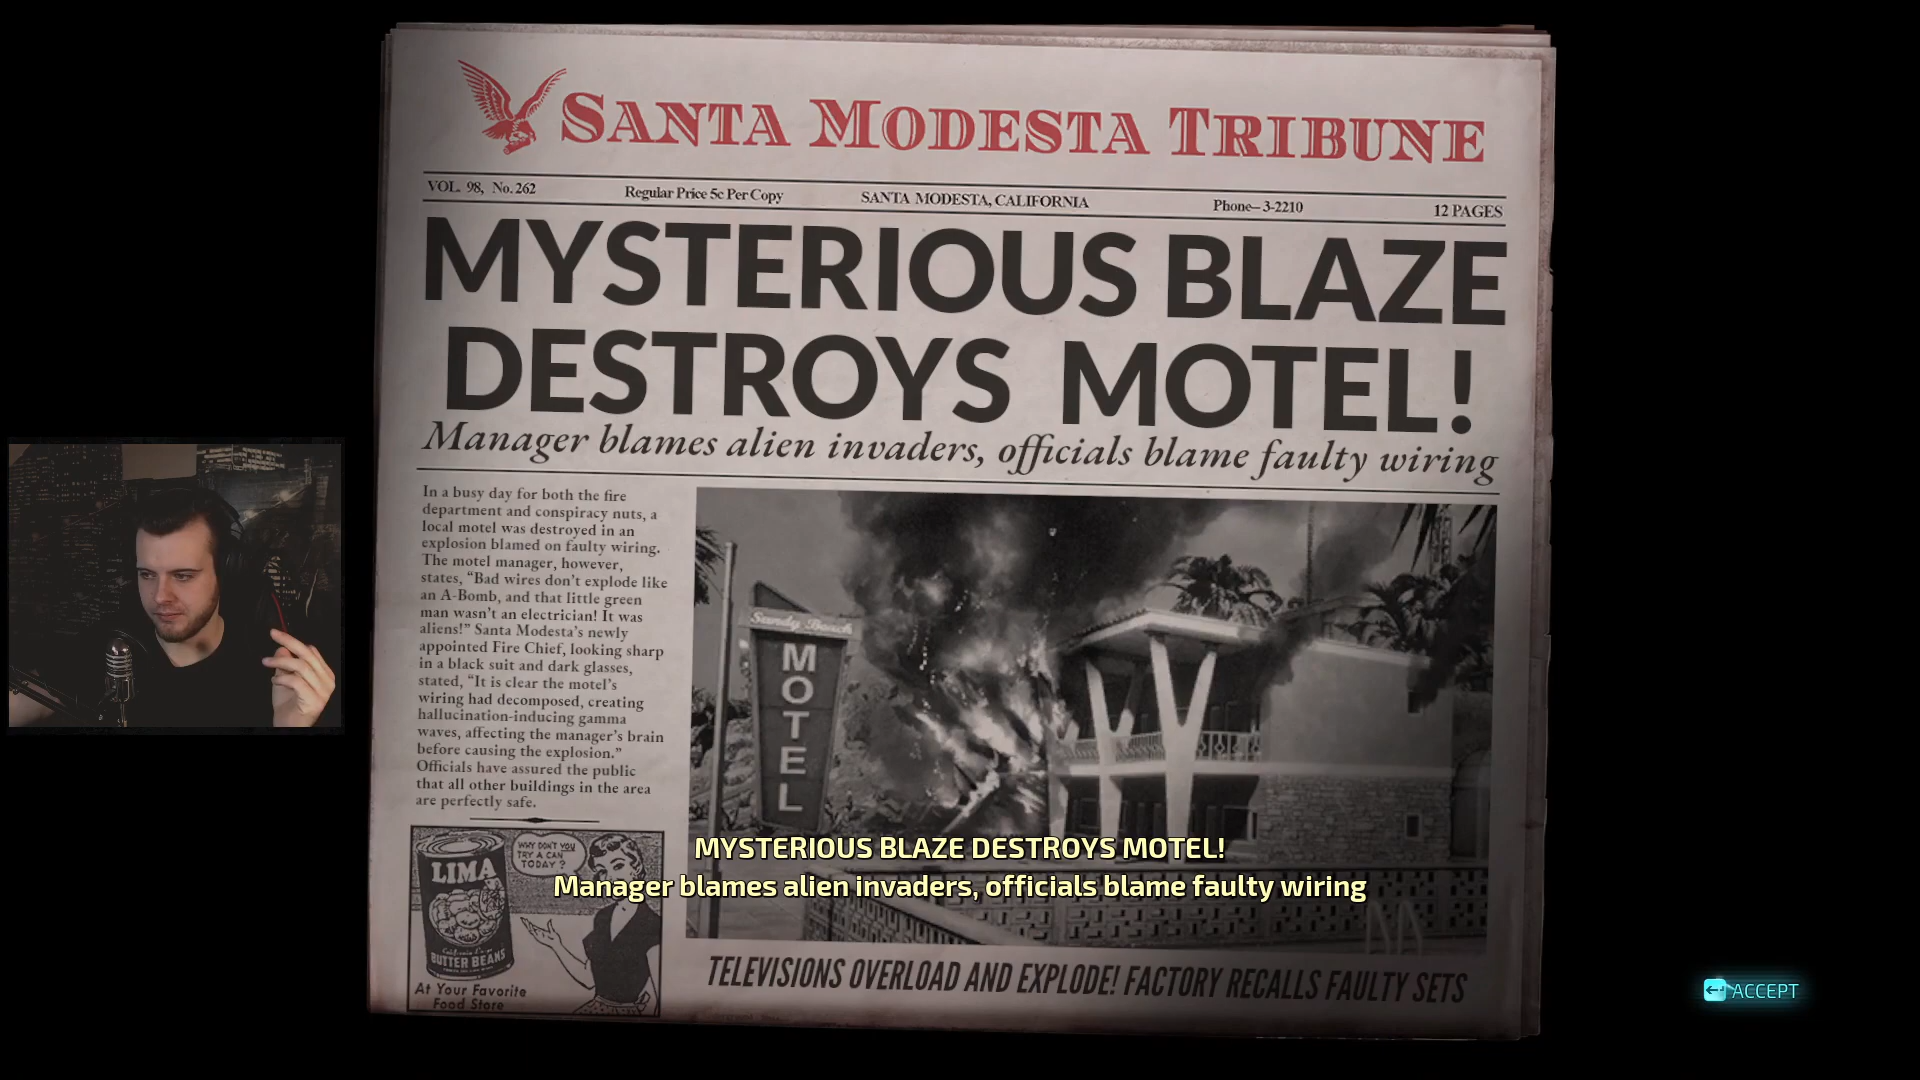 SANTA MODESTA TRIBUNE
VOL. 98, No. 262 Regular Price 5c Per Copy SANTA MODESTA, CALIFORNIA Phone–3-2210 12 PAGES
MYSTERIOUS BLAZE
DESTROYS MOTEL!
Manager blames alien invaders, officials blame faulty wiring
In a busy day for both the fire
department and conspiracy nuts, a
local motel was destroyed in an
explosion blamed on faulty wiring.
The motel manager, however,
states, “Bad wires don’t explode like
an A-Bomb, and that little green
man wasn’t an electrician! It was
aliens!” Santa Modesta’s newly
appointed Fire Chief, looking sharp
in a black suit and dark glasses,
stated, “It is clear the motel’s
wiring had decomposed, creating
hallucination-inducing gamma
waves, affecting the manager’s brain
before causing the explosion.”
Officials have assured the public
that all other buildings in the area
are perfectly safe.
Sandy Beach
MOTEL
LIMA
BUTTER BEANS
WHY DON'T YOU
TRY A CAN
TODAY?
At Your Favorite
Food Store
MYSTERIOUS BLAZE DESTROYS MOTEL!
Manager blames alien invaders, officials blame faulty wiring
TELEVISIONS OVERLOAD AND EXPLODE! FACTORY RECALLS FAULTY SETS
ACCEPT